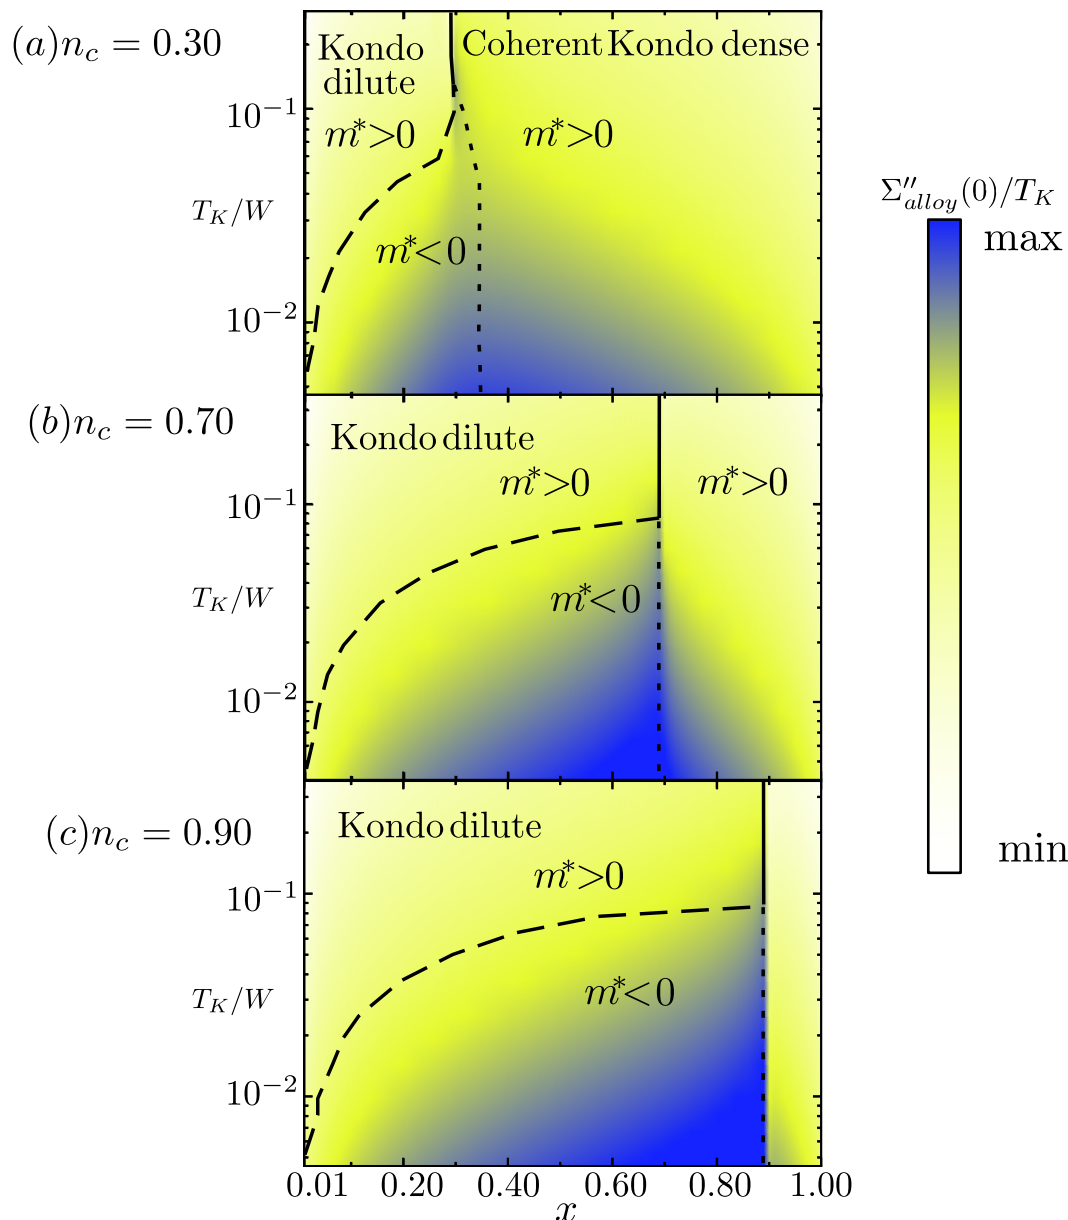 (a) n_c = 0.30
Kondo dilute
Coherent Kondo dense
m*>0
m*>0
m*<0
10⁻¹
T_K/W
10⁻²
Σ″_alloy(0)/T_K
max
min
(b) n_c = 0.70
Kondo dilute
m*>0
m*>0
m*<0
10⁻¹
T_K/W
10⁻²
(c) n_c = 0.90
Kondo dilute
m*>0
m*<0
10⁻¹
T_K/W
10⁻²
0.01 0.20 0.40 0.60 0.80 1.00
x